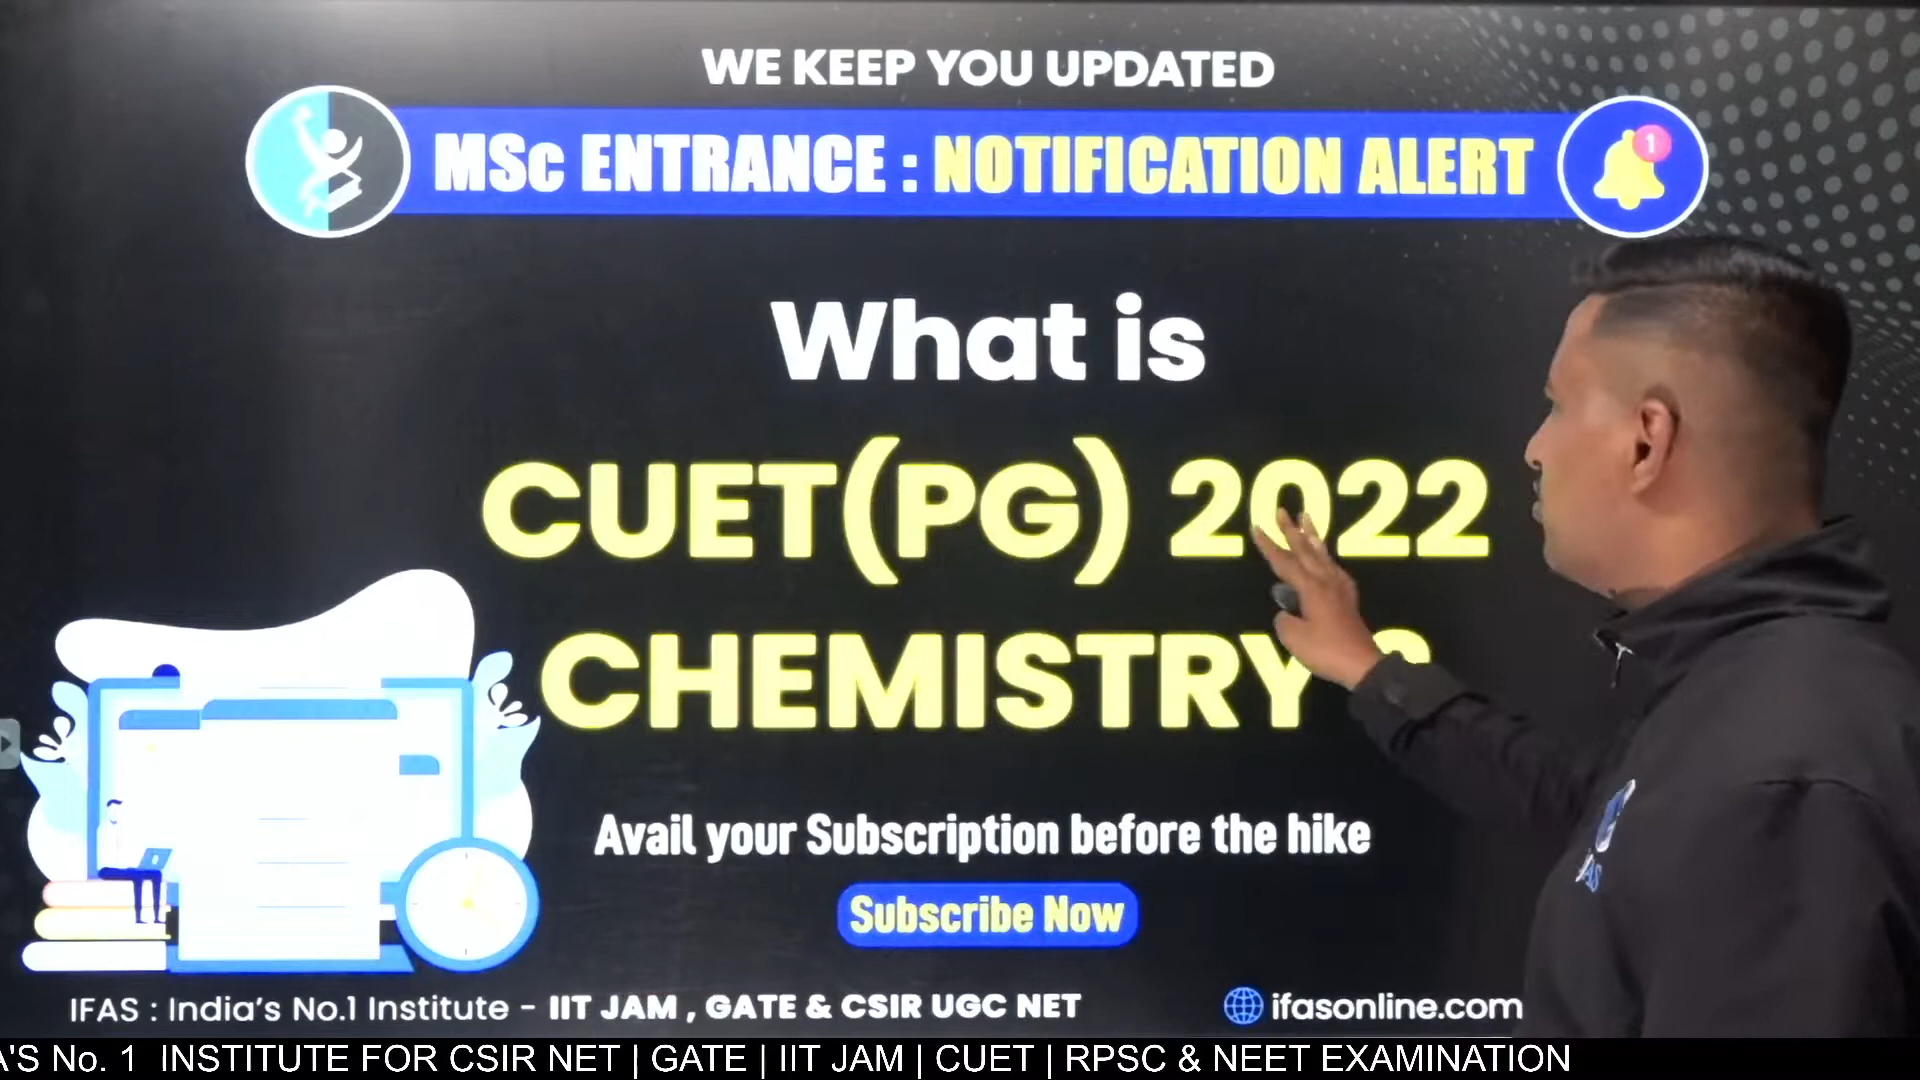 WE KEEP YOU UPDATED
MSc ENTRANCE : NOTIFICATION ALERT
1
What is
CUET(PG) 2022
CHEMISTRY ?
Avail your Subscription before the hike
Subscribe Now
IFAS
IFAS : India's No.1 Institute - IIT JAM , GATE & CSIR UGC NET
ifasonline.com
A'S No. 1 INSTITUTE FOR CSIR NET | GATE | IIT JAM | CUET | RPSC & NEET EXAMINATION